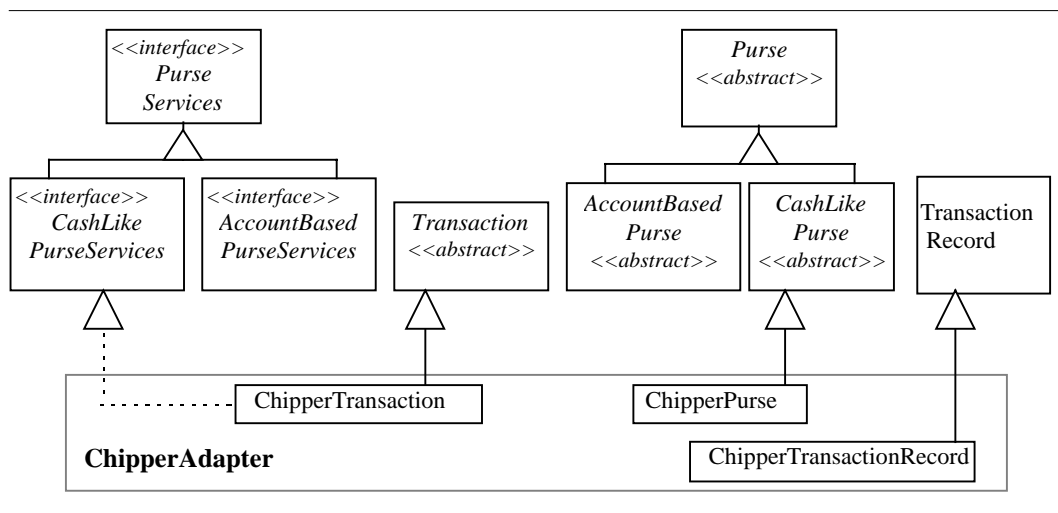 <<interface>>
Purse
Services
Purse
<<abstract>>
<<interface>>
CashLike
PurseServices
<<interface>>
AccountBased
PurseServices
Transaction
<<abstract>>
AccountBased
Purse
<<abstract>>
CashLike
Purse
<<abstract>>
Transaction
Record
ChipperTransaction
ChipperPurse
ChipperAdapter
ChipperTransactionRecord